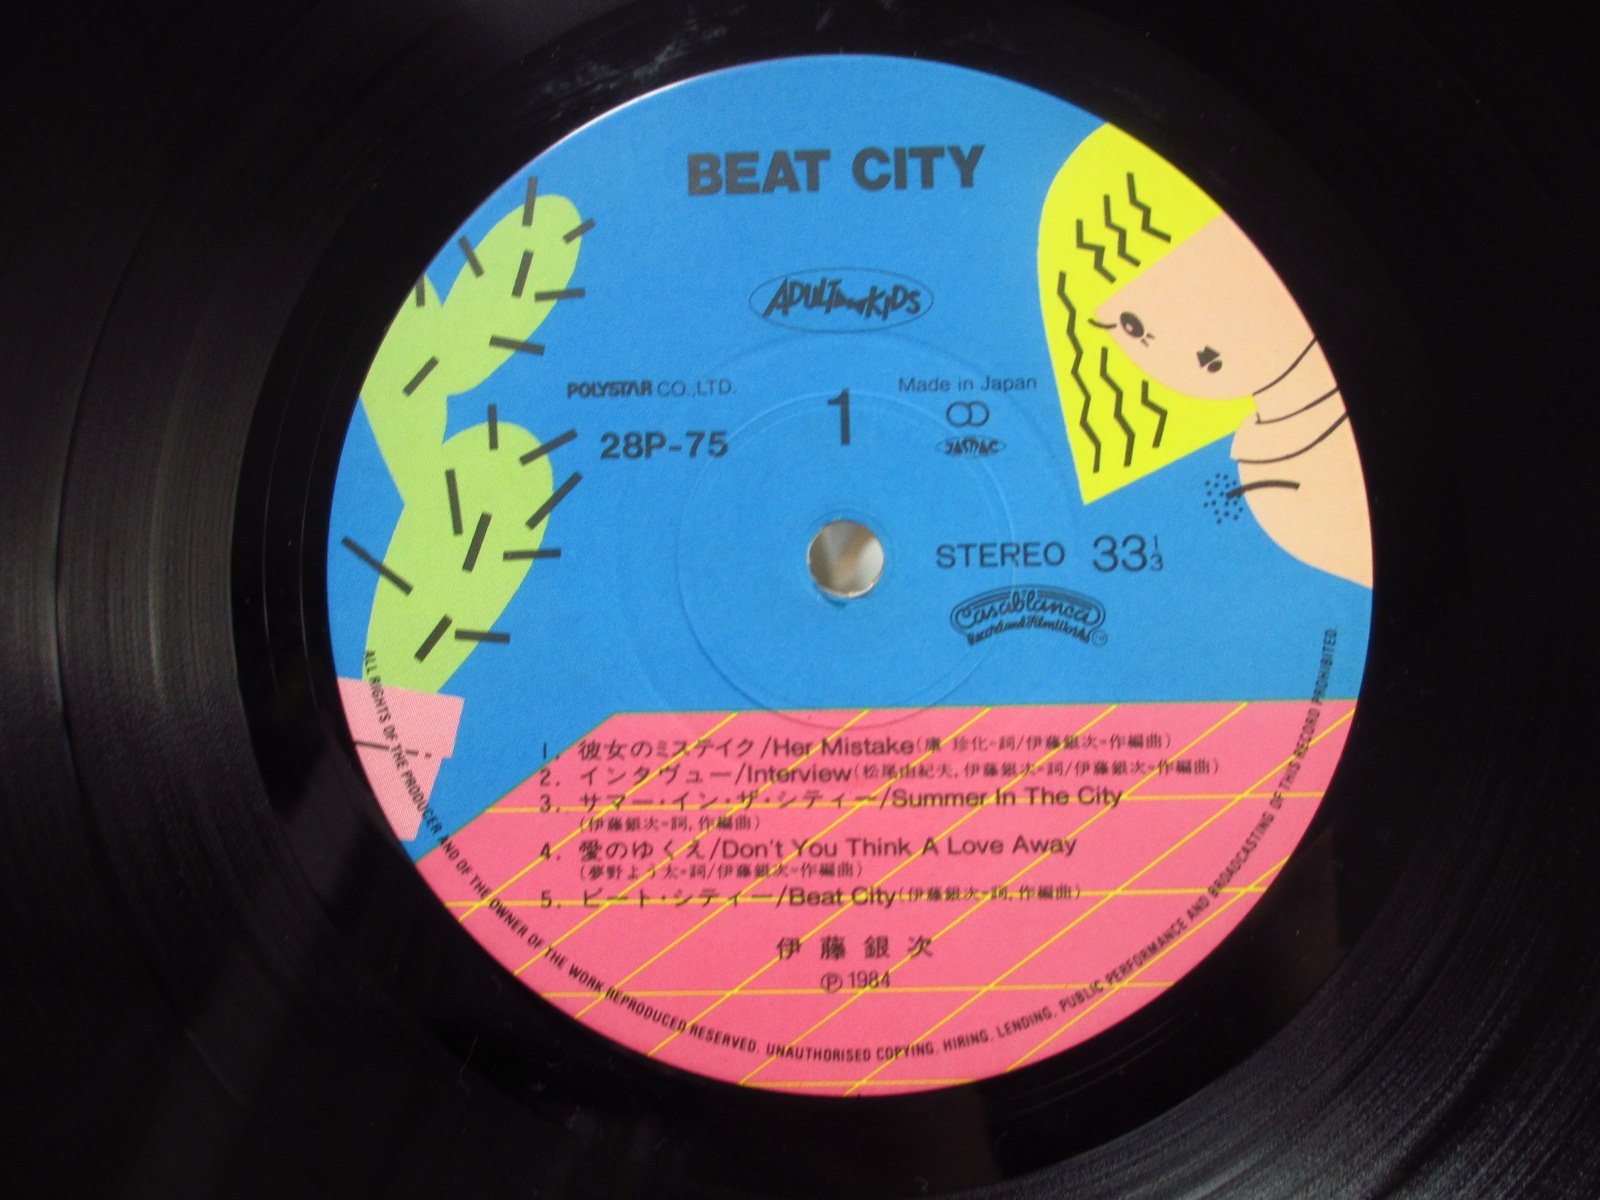 BEAT CITY
ADULT KIDS
POLYSTAR CO.,LTD.
28P-75
1
Made in Japan
JASRAC
STEREO 33 1/3
Casablanca
Record and FilmWorks
1. 彼女のミステイク/Her Mistake(康 珍化=詞/伊藤銀次=作編曲)
2. インタヴュー/Interview(松尾由紀夫,伊藤銀次=詞/伊藤銀次=作編曲)
3. サマー・イン・ザ・シティー/Summer In The City
(伊藤銀次=詞,作編曲)
4. 愛のゆくえ/Don't You Think A Love Away
(夢野よう太=詞/伊藤銀次=作編曲)
5. ビート・シティー/Beat City(伊藤銀次=詞,作編曲)
伊藤銀次
Ⓟ 1984
ALL RIGHTS OF THE PRODUCER AND OF THE OWNER OF THE WORK REPRODUCED RESERVED. UNAUTHORISED COPYING, HIRING, LENDING, PUBLIC PERFORMANCE AND BROADCASTING OF THIS RECORD PROHIBITED